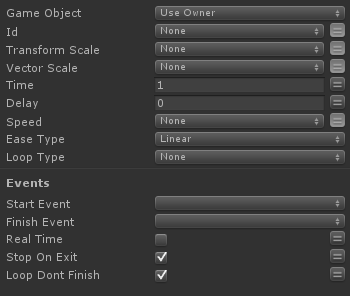 Game Object Use Owner
Id None
Transform Scale None
Vector Scale None
Time 1
Delay 0
Speed None
Ease Type Linear
Loop Type None
Events
Start Event
Finish Event
Real Time
Stop On Exit
Loop Dont Finish